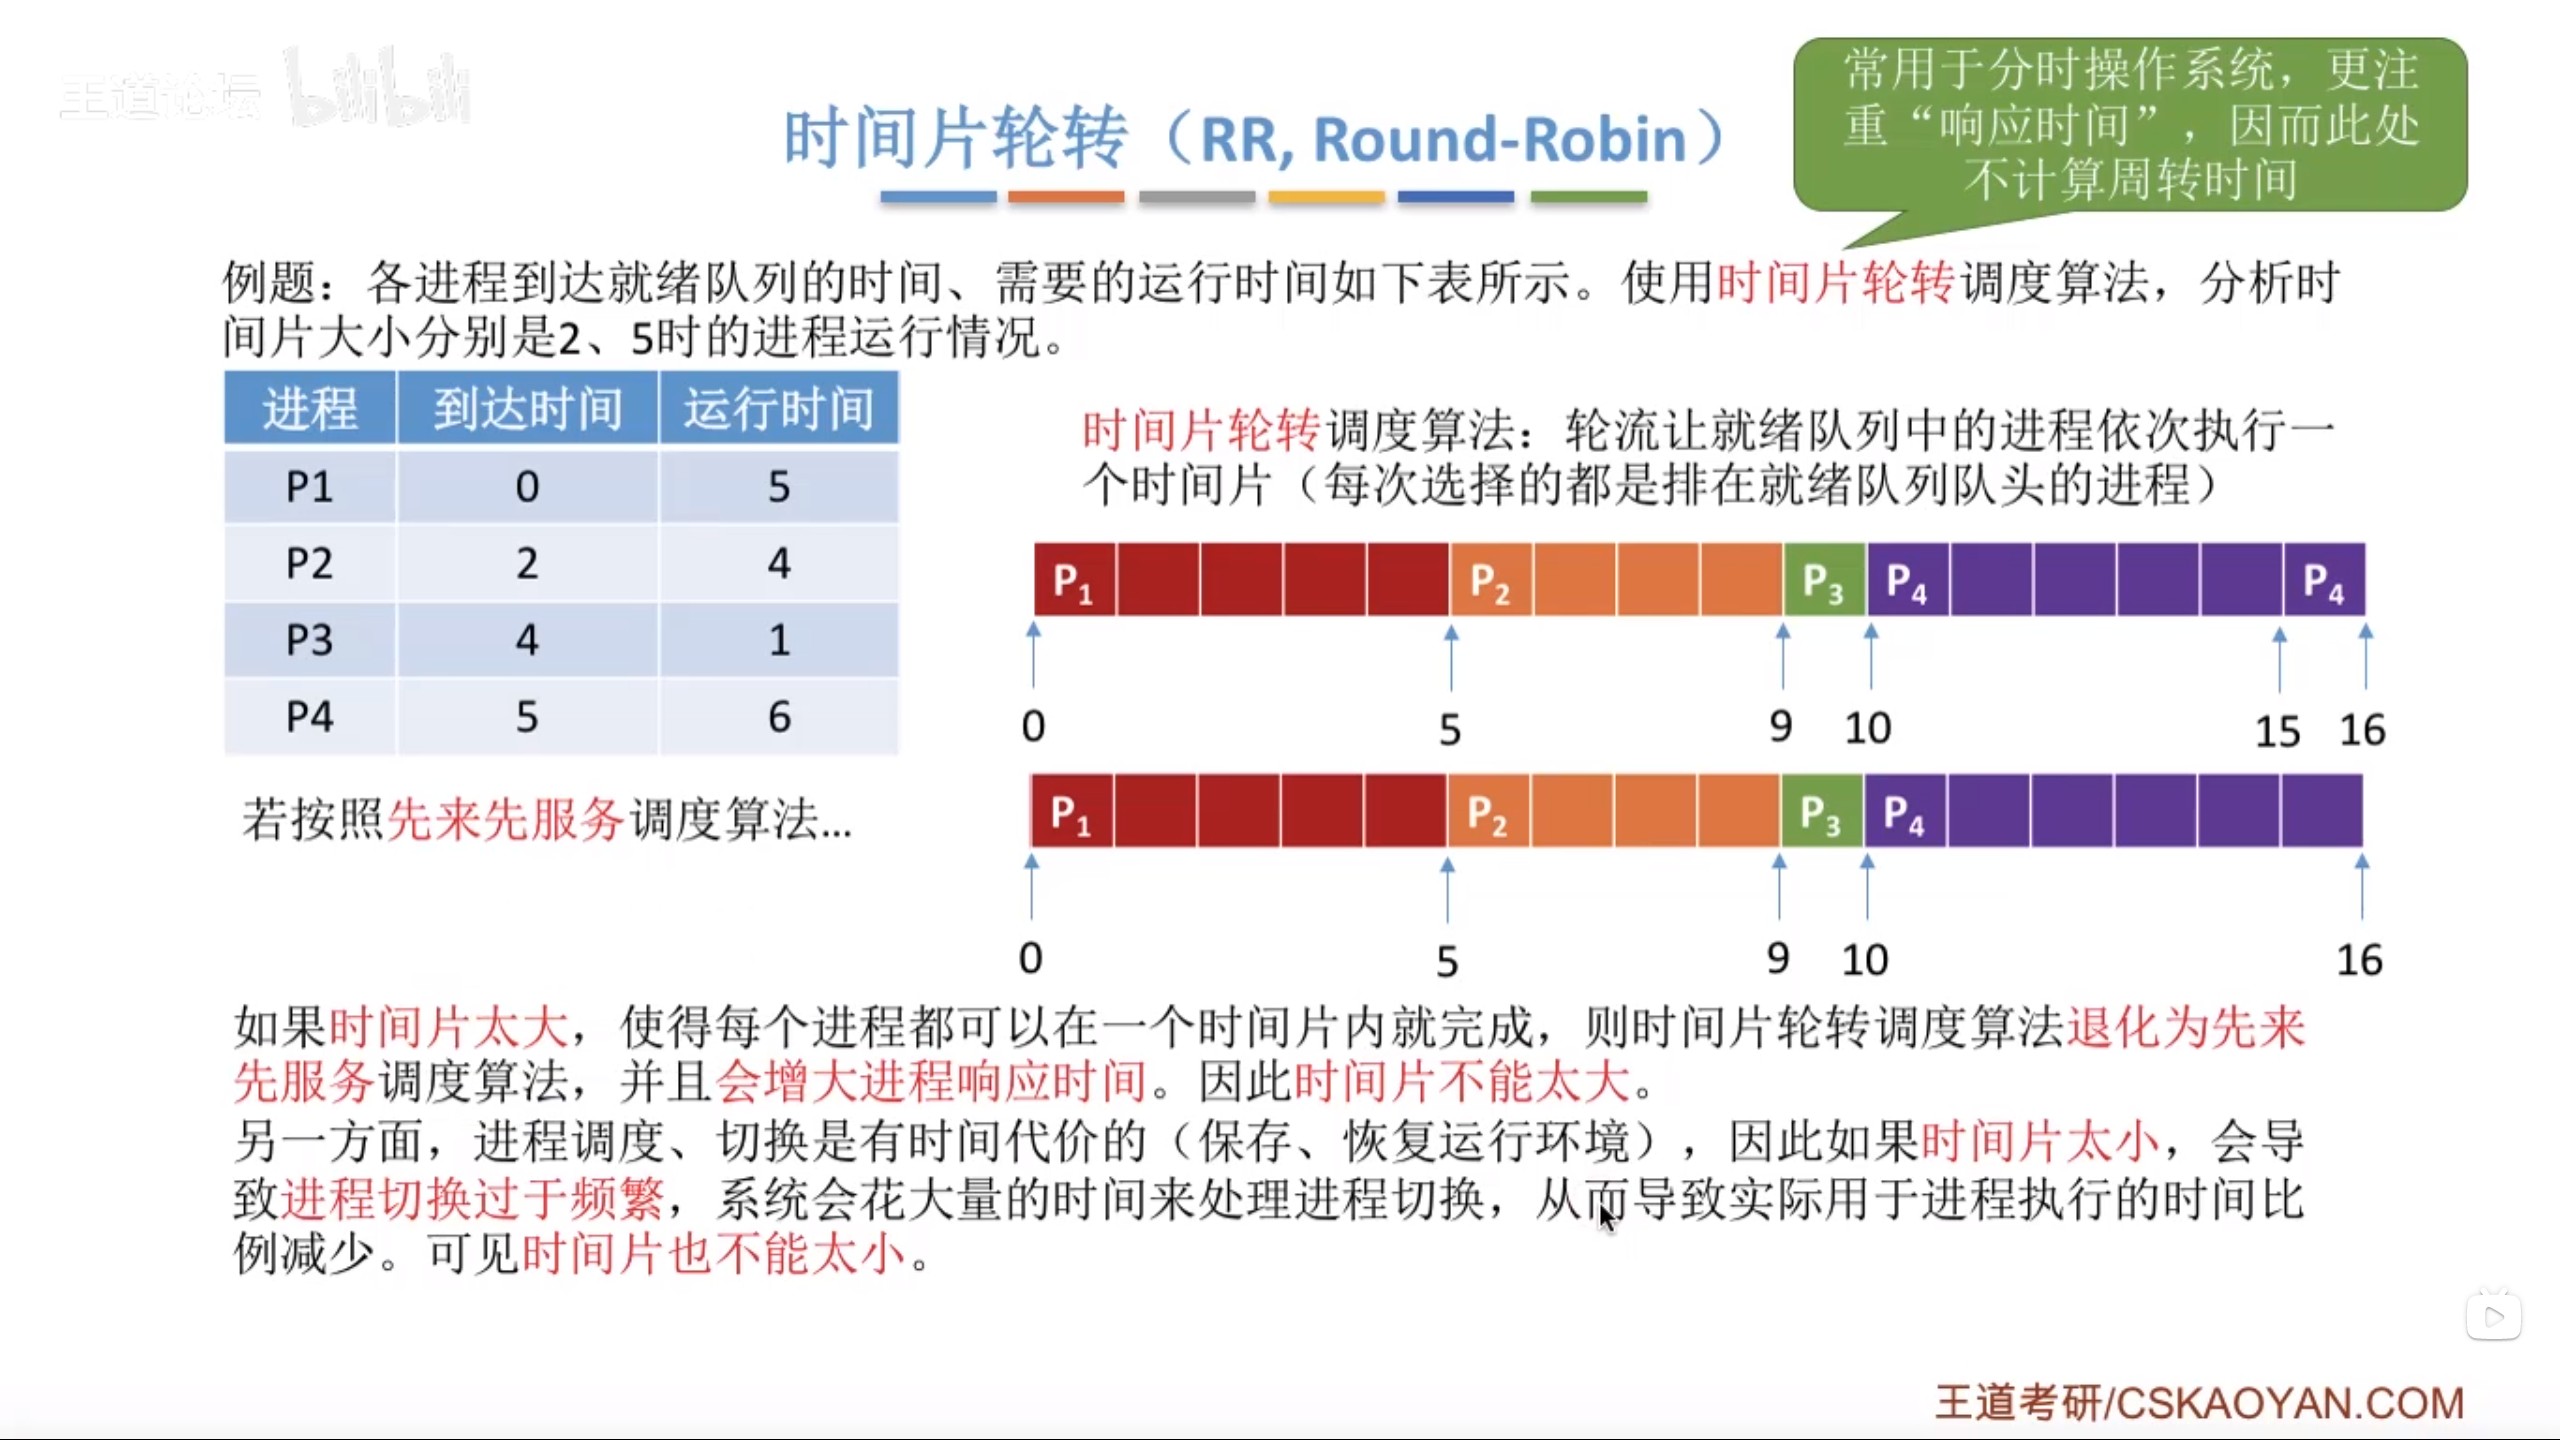 王道论坛 bilibili
常用于分时操作系统，更注
重“响应时间”，因而此处
不计算周转时间
时间片轮转（RR, Round-Robin）
例题：各进程到达就绪队列的时间、需要的运行时间如下表所示。使用时间片轮转调度算法，分析时
间片大小分别是2、5时的进程运行情况。
进程 到达时间 运行时间
P1 0 5
P2 2 4
P3 4 1
P4 5 6
时间片轮转调度算法：轮流让就绪队列中的进程依次执行一
个时间片（每次选择的都是排在就绪队列队头的进程）
P1 P2 P3 P4 P4
0 5 9 10 15 16
若按照先来先服务调度算法...
P1 P2 P3 P4
0 5 9 10 16
如果时间片太大，使得每个进程都可以在一个时间片内就完成，则时间片轮转调度算法退化为先来
先服务调度算法，并且会增大进程响应时间。因此时间片不能太大。
另一方面，进程调度、切换是有时间代价的（保存、恢复运行环境），因此如果时间片太小，会导
致进程切换过于频繁，系统会花大量的时间来处理进程切换，从而导致实际用于进程执行的时间比
例减少。可见时间片也不能太小。
王道考研/CSKAOYAN.COM